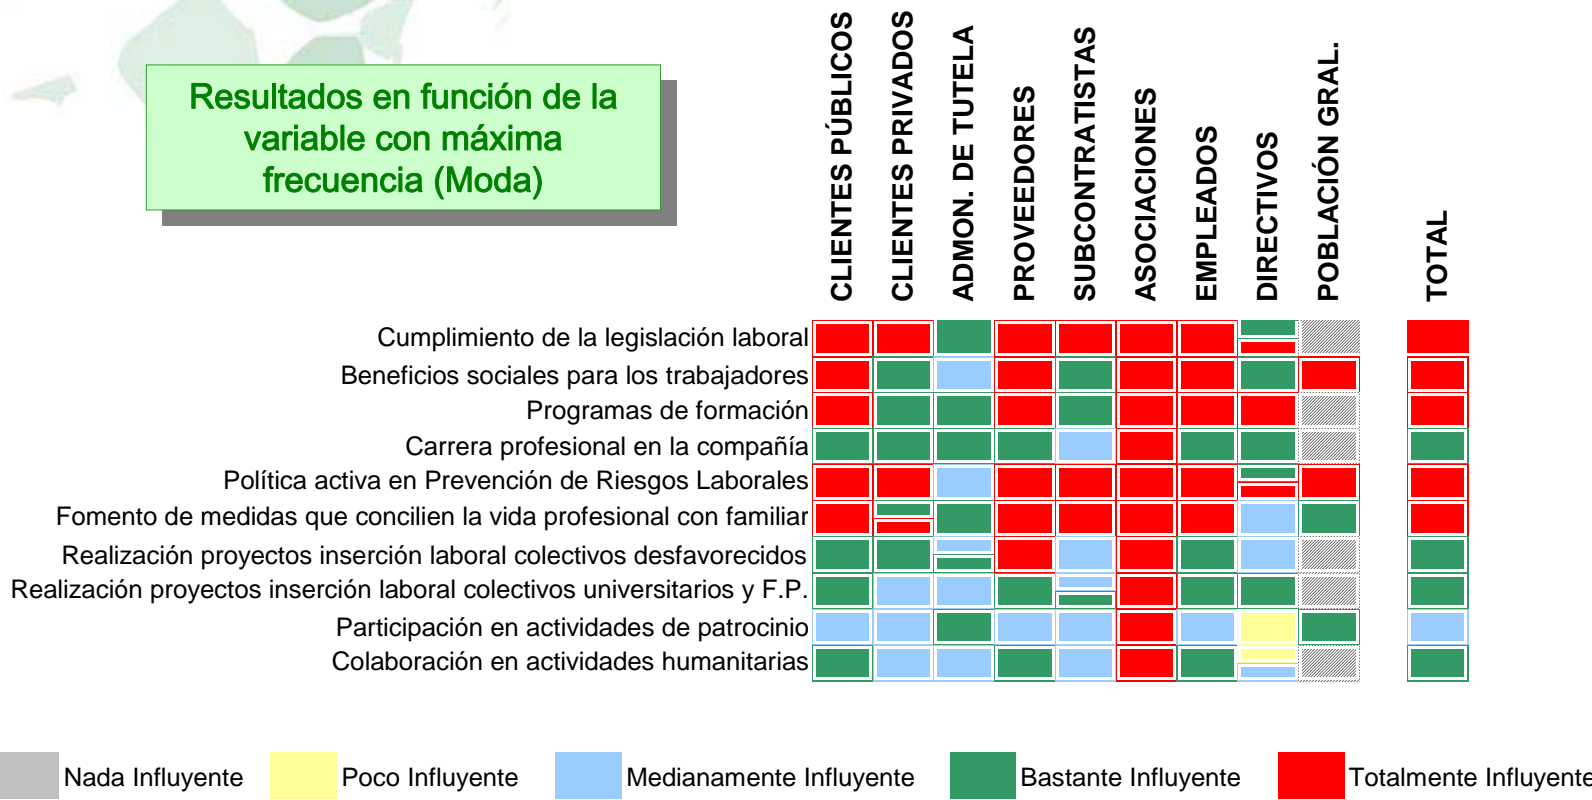 Resultados en función de la
variable con máxima
frecuencia (Moda)
CLIENTES PÚBLICOS
CLIENTES PRIVADOS
ADMON. DE TUTELA
PROVEEDORES
SUBCONTRATISTAS
ASOCIACIONES
EMPLEADOS
DIRECTIVOS
POBLACIÓN GRAL.
TOTAL
Cumplimiento de la legislación laboral
Beneficios sociales para los trabajadores
Programas de formación
Carrera profesional en la compañía
Política activa en Prevención de Riesgos Laborales
Fomento de medidas que concilien la vida profesional con familiar
Realización proyectos inserción laboral colectivos desfavorecidos
Realización proyectos inserción laboral colectivos universitarios y F.P.
Participación en actividades de patrocinio
Colaboración en actividades humanitarias
Nada Influyente
Poco Influyente
Medianamente Influyente
Bastante Influyente
Totalmente Influyente